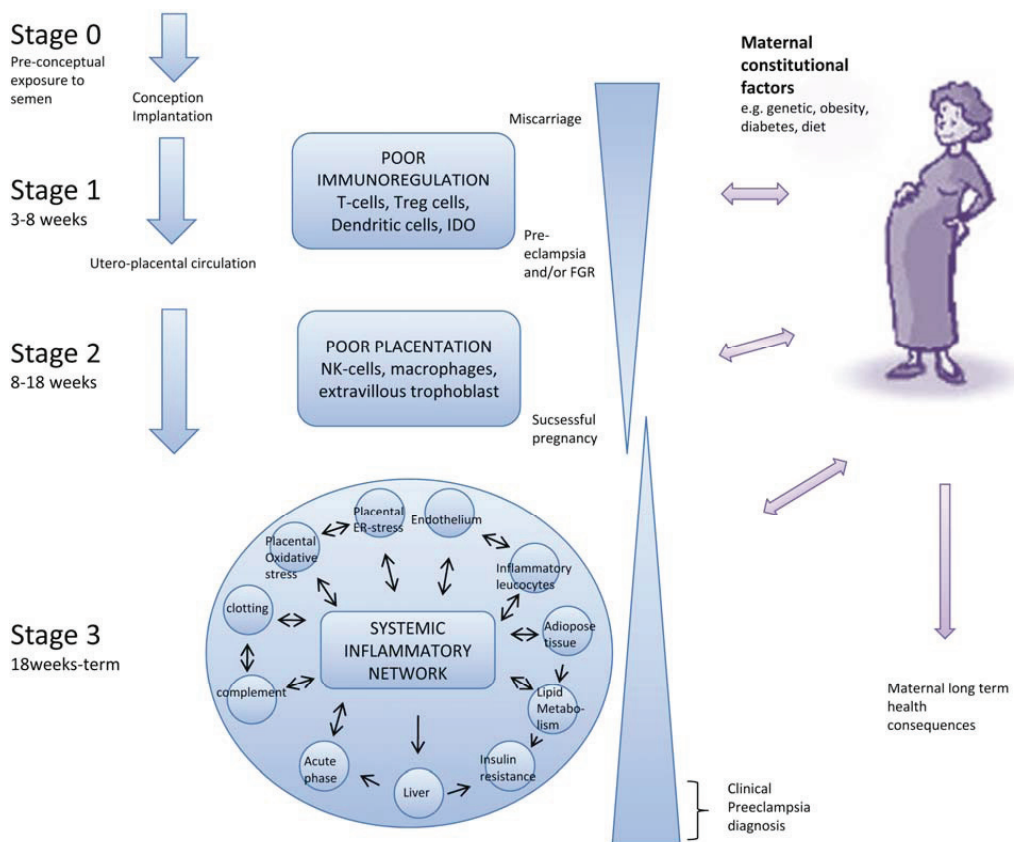 Stage 0
Pre-conceptual
exposure to
semen
Conception
Implantation
Stage 1
3-8 weeks
Utero-placental circulation
Stage 2
8-18 weeks
Stage 3
18weeks-term
POOR
IMMUNOREGULATION
T-cells, Treg cells,
Dendritic cells, IDO
POOR PLACENTATION
NK-cells, macrophages,
extravillous trophoblast
Miscarriage
Pre-
eclampsia
and/or FGR
Sucsessful
pregnancy
Placental
ER-stress
Endothelium
Placental
Oxidative
stress
Inflammatory
leucocytes
clotting
Adiopose
tissue
SYSTEMIC
INFLAMMATORY
NETWORK
complement
Lipid
Metabo-
lism
Acute
phase
Liver
Insulin
resistance
Maternal
constitutional
factors
e.g. genetic, obesity,
diabetes, diet
Maternal long term
health
consequences
Clinical
Preeclampsia
diagnosis